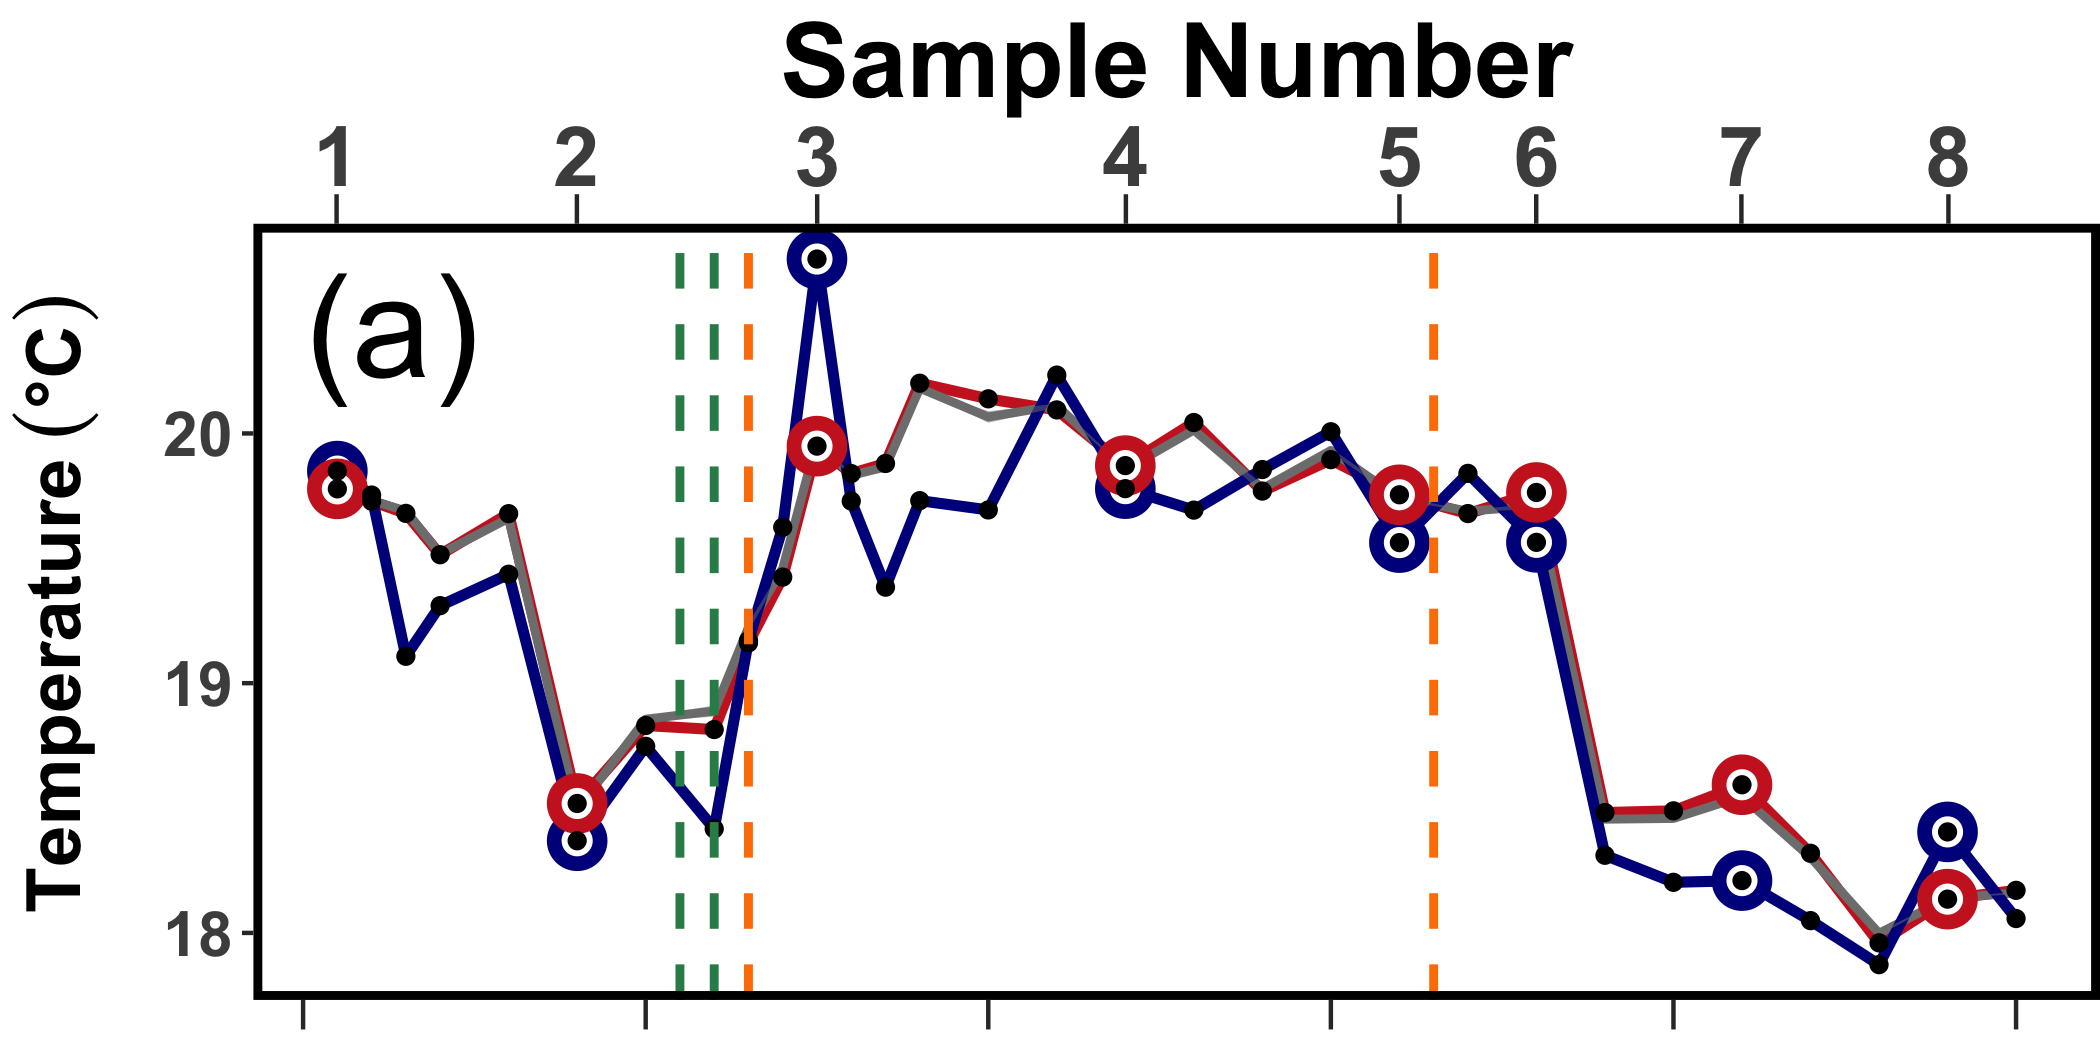 Sample Number
1 2 3 4 5 6 7 8
(a)
Temperature (°C)
20
19
18